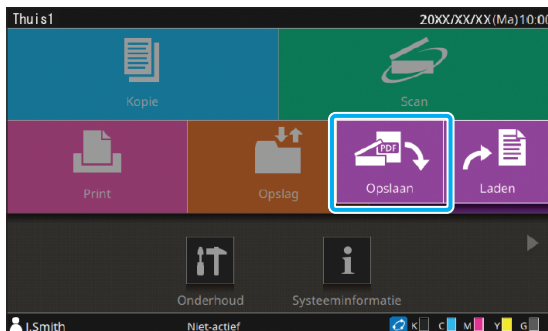 Thuis1 20XX/XX/XX(Ma)10:00
Kopie Scan
PDF
Print Opslag Opslaan Laden
Onderhoud Systeeminformatie
I.Smith Niet-actief K C M Y G